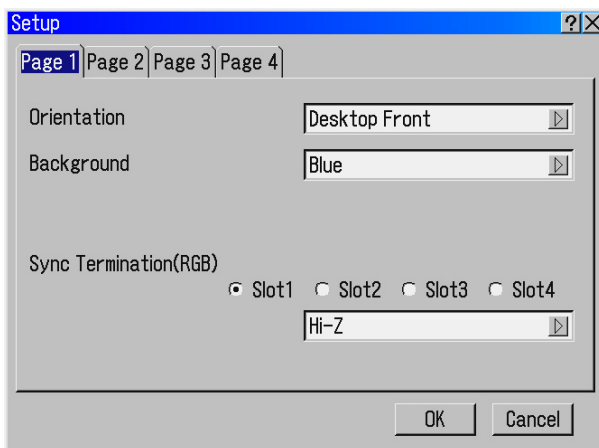 Setup
Page 1 Page 2 Page 3 Page 4
Orientation Desktop Front
Background Blue
Sync Termination(RGB)
Slot1 Slot2 Slot3 Slot4
Hi-Z
OK Cancel